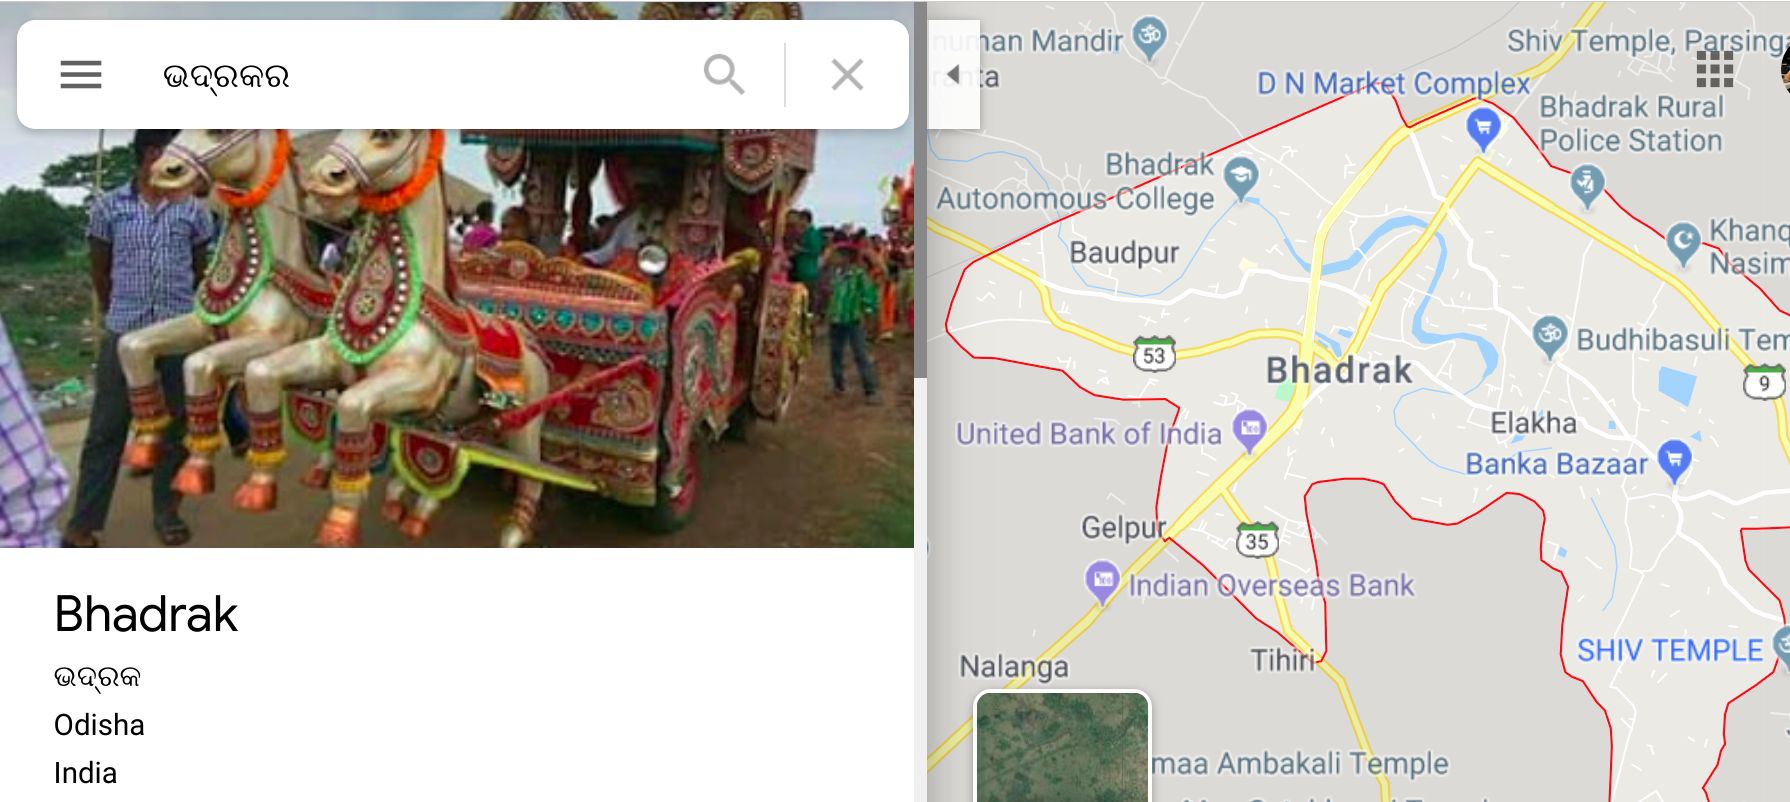 ଭଦ୍ରକର
Bhadrak
ଭଦ୍ରକ
Odisha
India
Mandir
Shiv Temple,
D N Market Complex
Bhadrak Rural
Police Station
Bhadrak
Autonomous College
Baudpur
53
Bhadrak
Budhibasuli
9
United Bank of India
Elakha
Banka Bazaar
Gelpur
35
Indian Overseas Bank
Nalanga
Tihiri
SHIV TEMPLE
maa Ambakali Temple